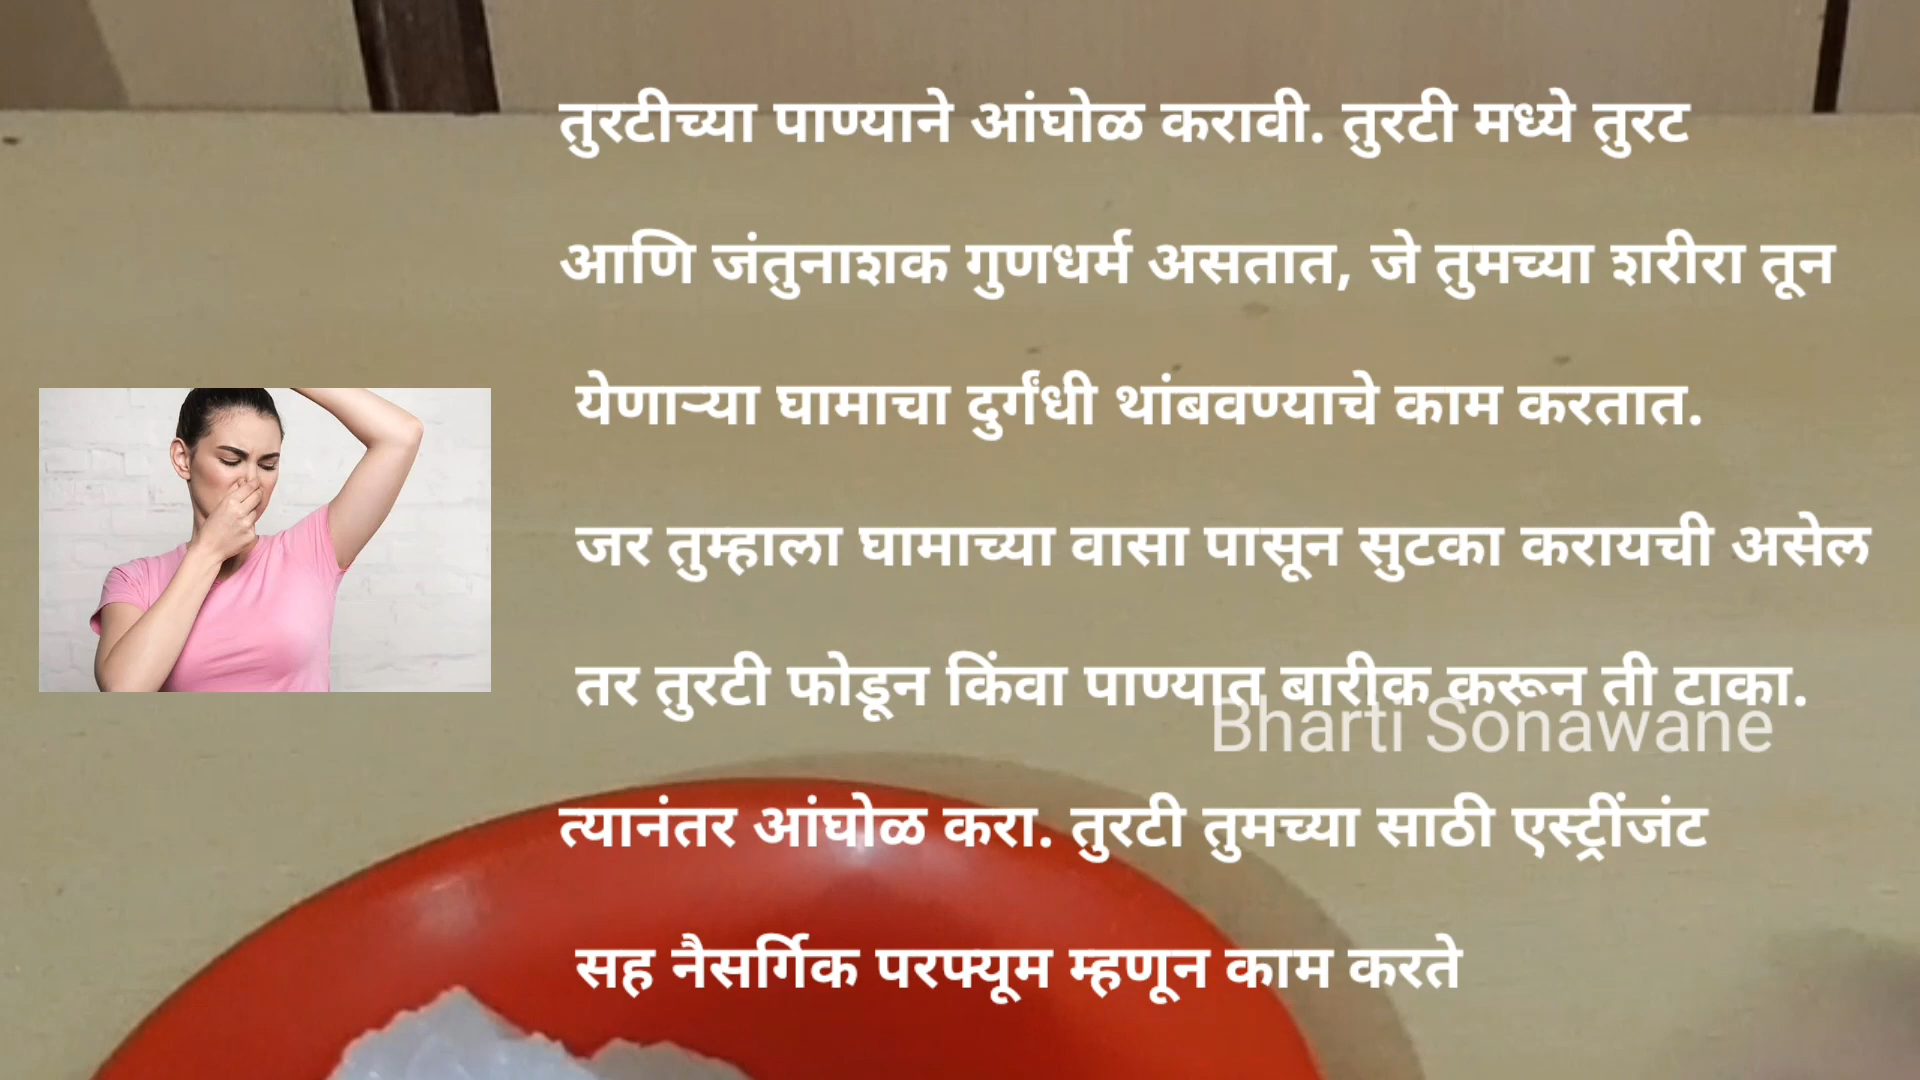 तुरटीच्या पाण्याने आंघोळ करावी. तुरटी मध्ये तुरट
आणि जंतुनाशक गुणधर्म असतात, जे तुमच्या शरीरा तून
येणाऱ्या घामाचा दुर्गंधी थांबवण्याचे काम करतात.
जर तुम्हाला घामाच्या वासा पासून सुटका करायची असेल
तर तुरटी फोडून किंवा पाण्यात बारीक करून ती टाका.
Bharti Sonawane
त्यानंतर आंघोळ करा. तुरटी तुमच्या साठी एस्ट्रींजंट
सह नैसर्गिक परफ्यूम म्हणून काम करते